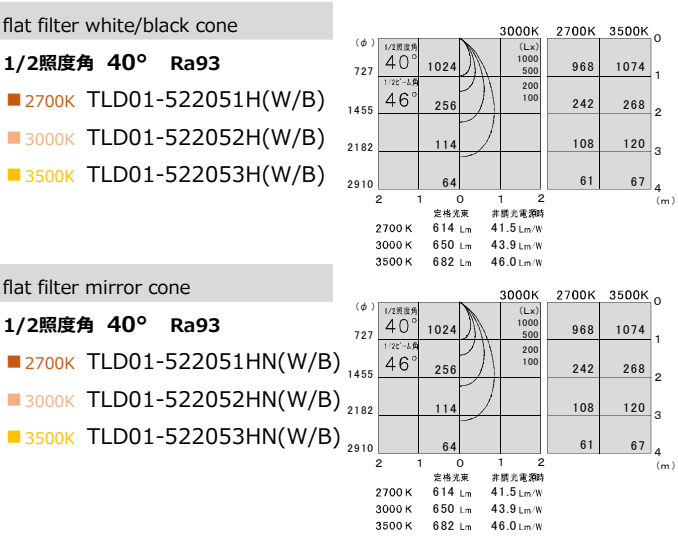 flat filter white/black cone
1/2照度角 40° Ra93
2700K TLD01-522051H(W/B)
3000K TLD01-522052H(W/B)
3500K TLD01-522053H(W/B)
3000K 2700K 3500K
(φ) 1/2照度角 (Lx) 0
40° 1000
727 1024 500 968 1074 1
1/2ビーム角 200
46° 100
1455 256 242 268 2
2182 114 108 120 3
2910 64 61 67 4
2 1 0 1 2 (m)
定格光束 非調光電源時
2700K 614 Lm 41.5 Lm/W
3000K 650 Lm 43.9 Lm/W
3500K 682 Lm 46.0 Lm/W
flat filter mirror cone
1/2照度角 40° Ra93
2700K TLD01-522051HN(W/B)
3000K TLD01-522052HN(W/B)
3500K TLD01-522053HN(W/B)
3000K 2700K 3500K
(φ) 1/2照度角 (Lx) 0
40° 1000
727 1024 500 968 1074 1
1/2ビーム角 200
46° 100
1455 256 242 268 2
2182 114 108 120 3
2910 64 61 67 4
2 1 0 1 2 (m)
定格光束 非調光電源時
2700K 614 Lm 41.5 Lm/W
3000K 650 Lm 43.9 Lm/W
3500K 682 Lm 46.0 Lm/W